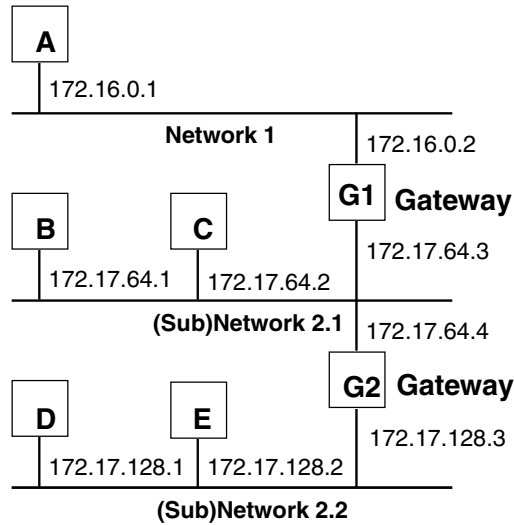 A
172.16.0.1
Network 1
172.16.0.2
G1 Gateway
B
C
172.17.64.3
172.17.64.1
172.17.64.2
(Sub)Network 2.1
172.17.64.4
G2 Gateway
D
E
172.17.128.3
172.17.128.1
172.17.128.2
(Sub)Network 2.2